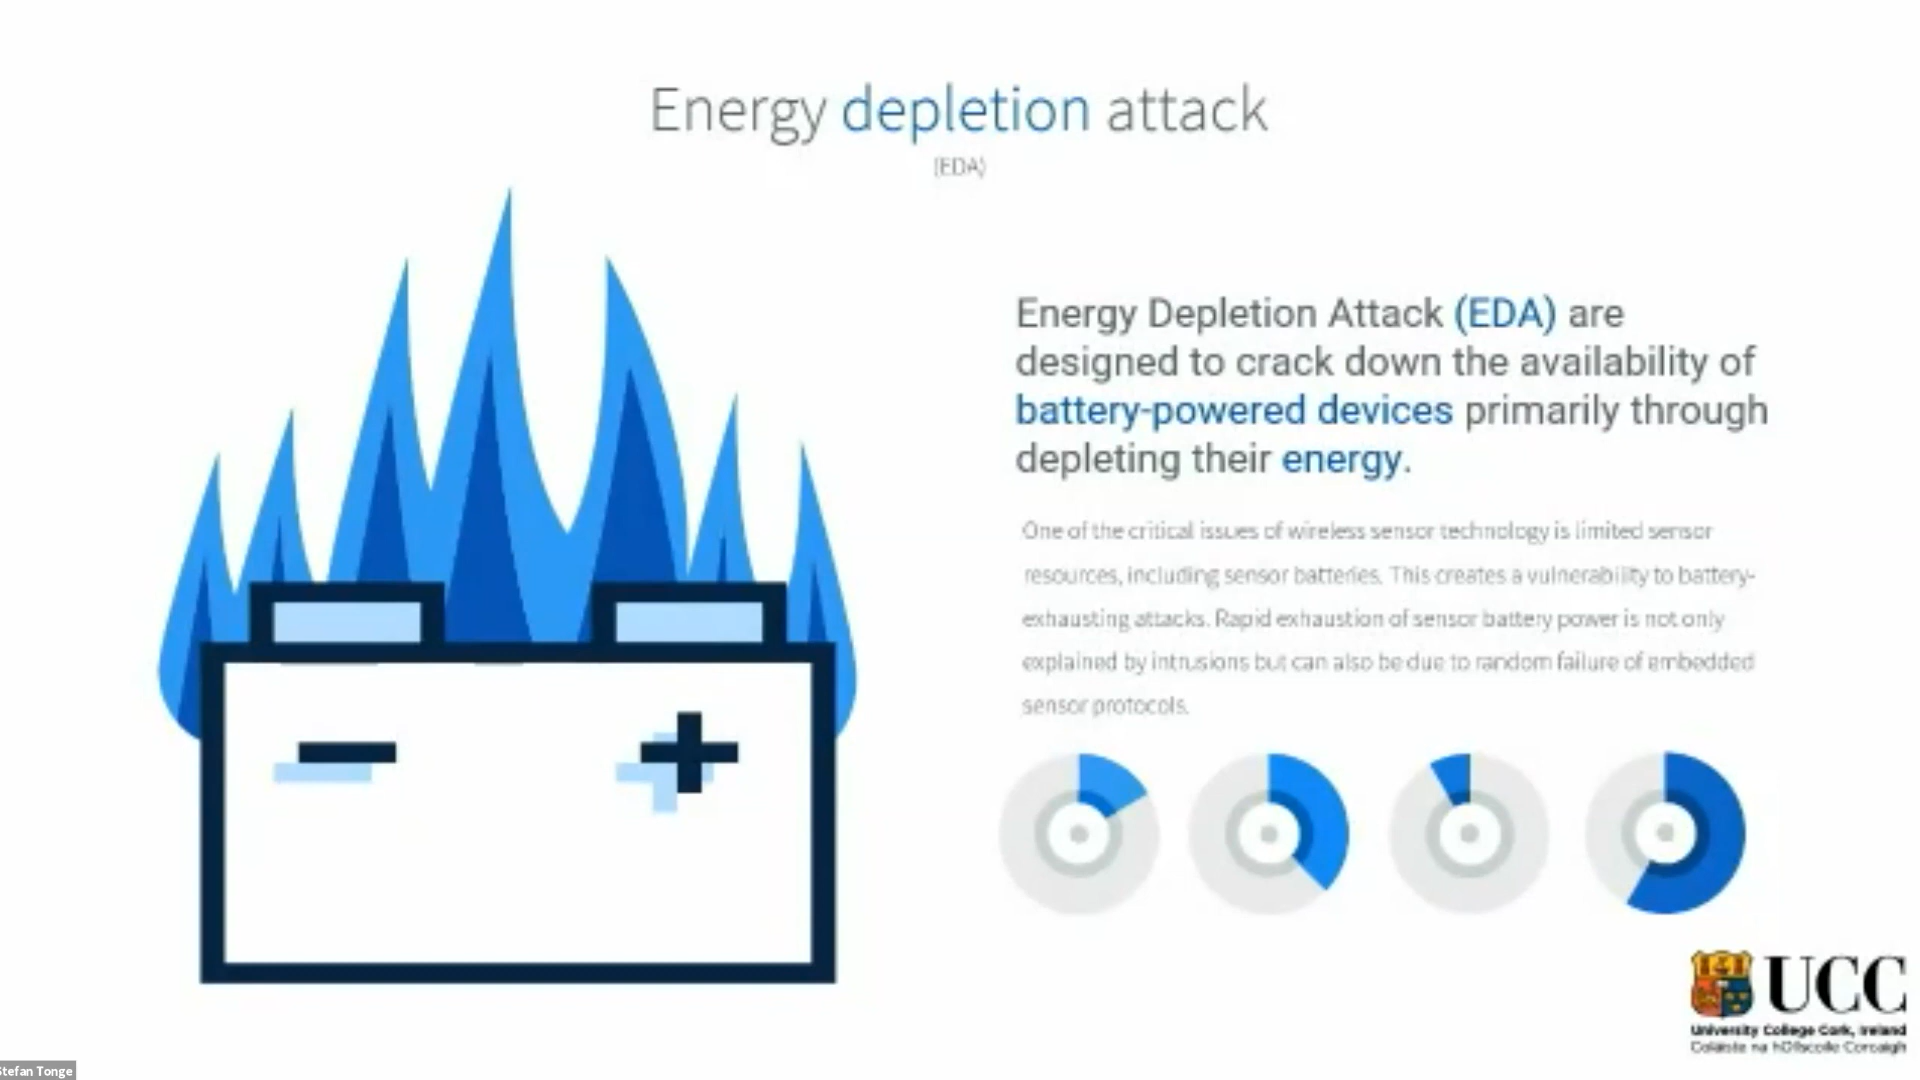 Energy depletion attack
(EDA)
Energy Depletion Attack (EDA) are
designed to crack down the availability of
battery-powered devices primarily through
depleting their energy.
One of the critical issues of wireless sensor technology is limited sensor
resources, including sensor batteries. This creates a vulnerability to battery-
exhausting attacks. Rapid exhaustion of sensor battery power is not only
explained by intrusions but can also be due to random failure of embedded
sensor protocols.
UCC
University College Cork, Ireland
Coláiste na hOllscoile Corcaigh
Stefan Tonge